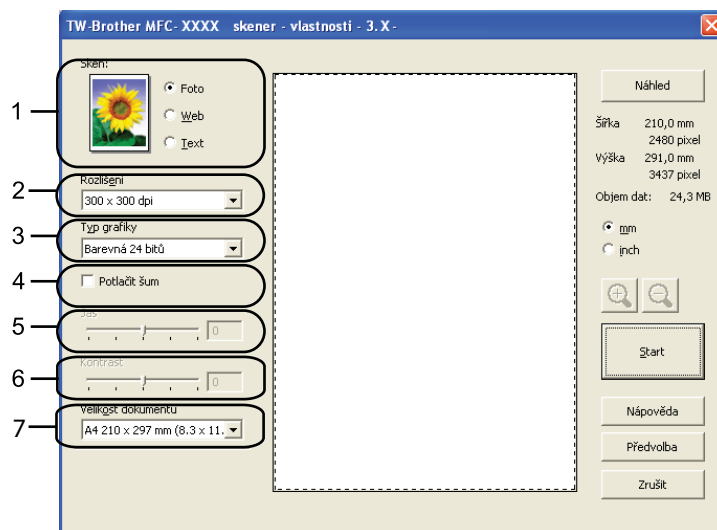 TW-Brother MFC-XXXX skener - vlastnosti - 3.X -
1
Sken:
Foto
Web
Text
2
Rozlišení
300 x 300 dpi
3
Typ grafiky
Barevná 24 bitů
4
Potlačit šum
5
Jas
0
6
Kontrast
0
7
Velikost dokumentu
A4 210 x 297 mm (8.3 x 11.
Náhled
Šířka 210,0 mm
2480 pixel
Výška 291,0 mm
3437 pixel
Objem dat: 24,3 MB
mm
inch
Start
Nápověda
Předvolba
Zrušit